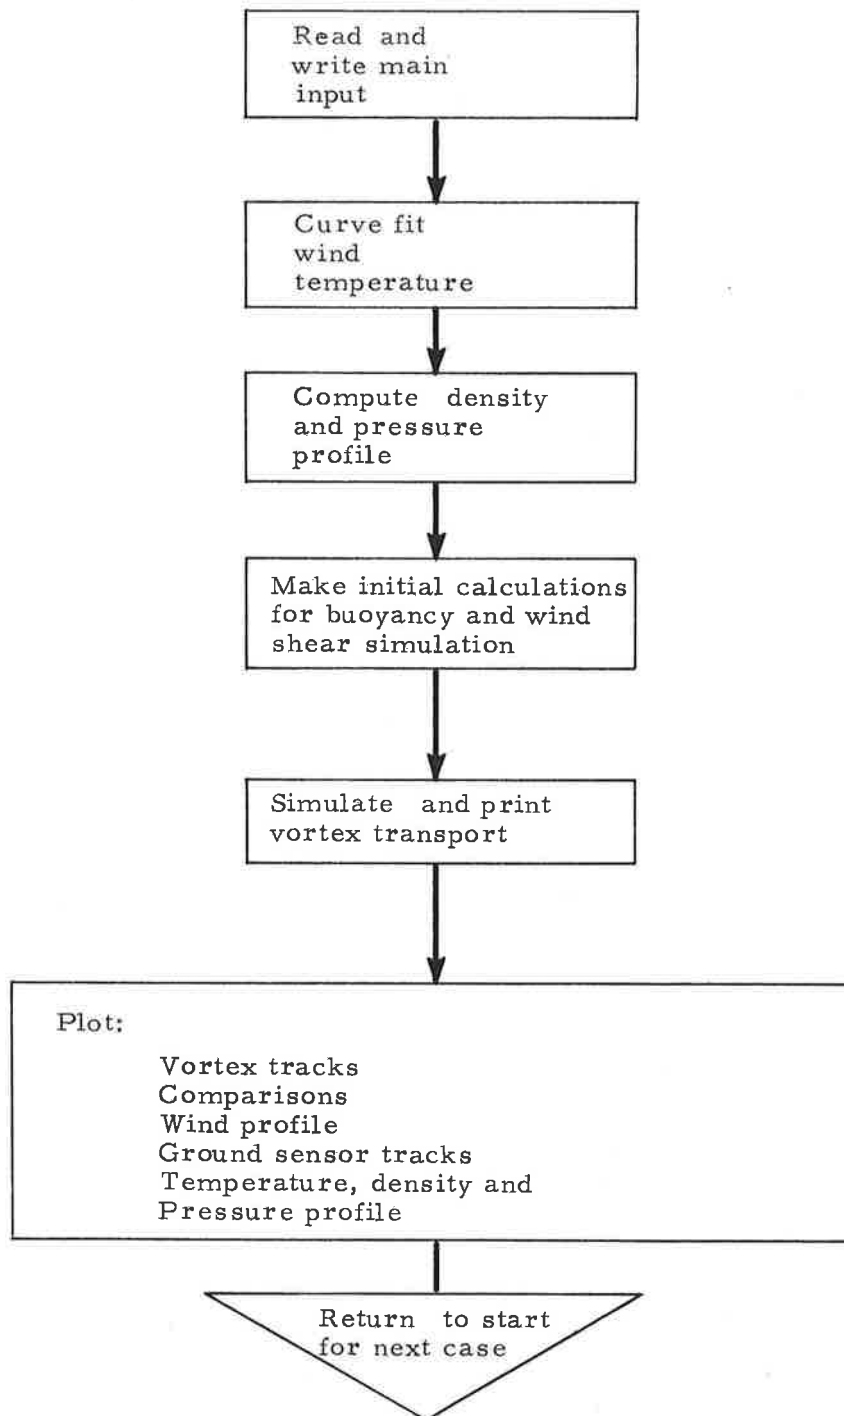 Read and
write main
input
Curve fit
wind
temperature
Compute density
and pressure
profile
Make initial calculations
for buoyancy and wind
shear simulation
Simulate and print
vortex transport
Plot:
Vortex tracks
Comparisons
Wind profile
Ground sensor tracks
Temperature, density and
Pressure profile
Return to start
for next case